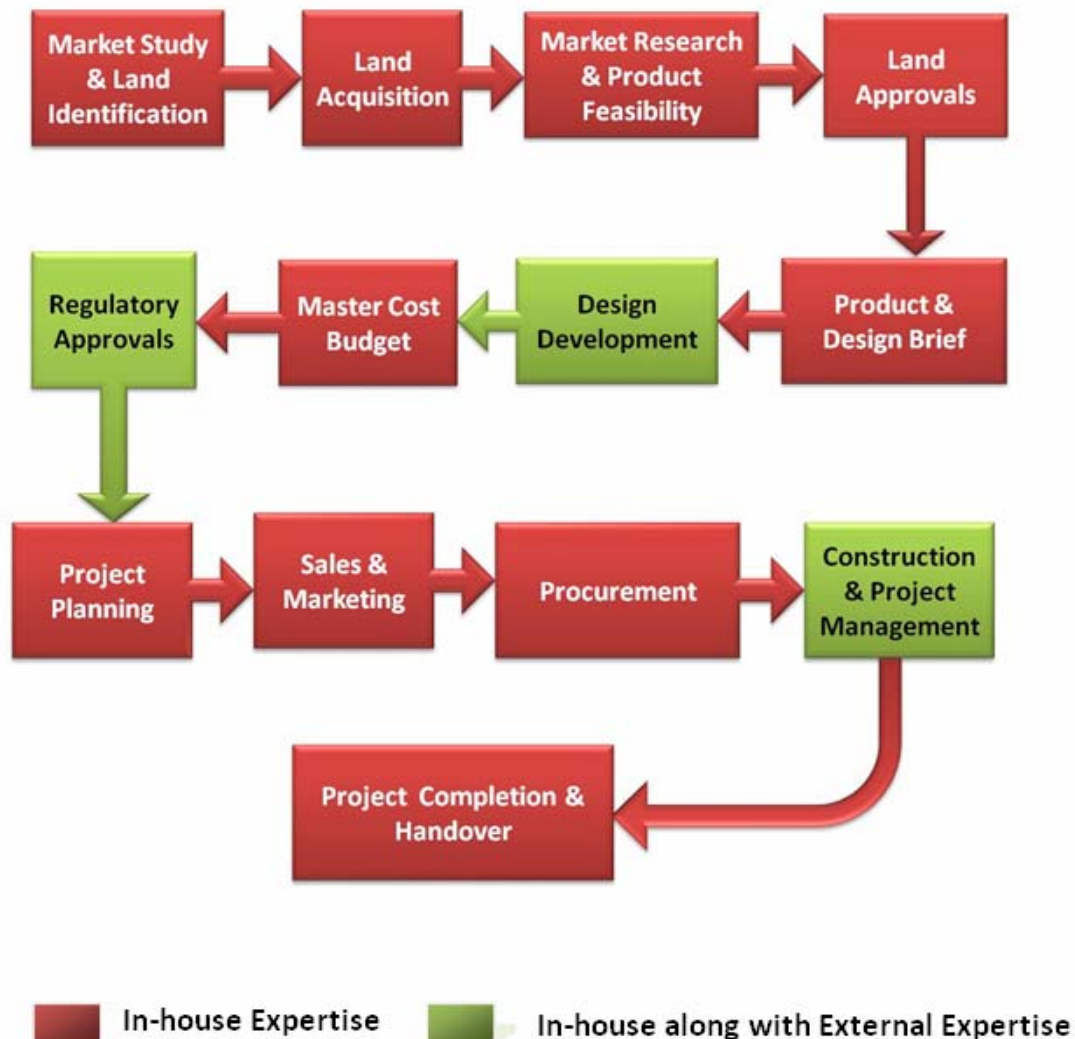 Market Study
& Land
Identification
Land
Acquisition
Market Research
& Product
Feasibility
Land
Approvals
Product &
Design Brief
Design
Development
Master Cost
Budget
Regulatory
Approvals
Project
Planning
Sales &
Marketing
Procurement
Construction
& Project
Management
Project Completion &
Handover
In-house Expertise
In-house along with External Expertise